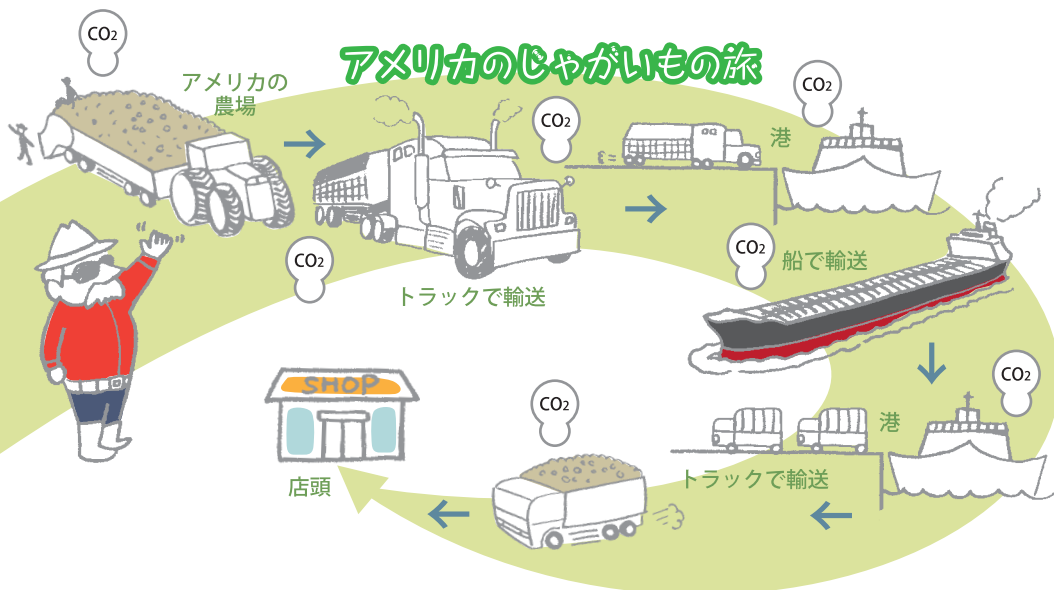 アメリカのじゃがいもの旅
CO2
アメリカの
農場
CO2
トラックで輸送
CO2
港
CO2
CO2
船で輸送
CO2
港
トラックで輸送
CO2
SHOP
店頭